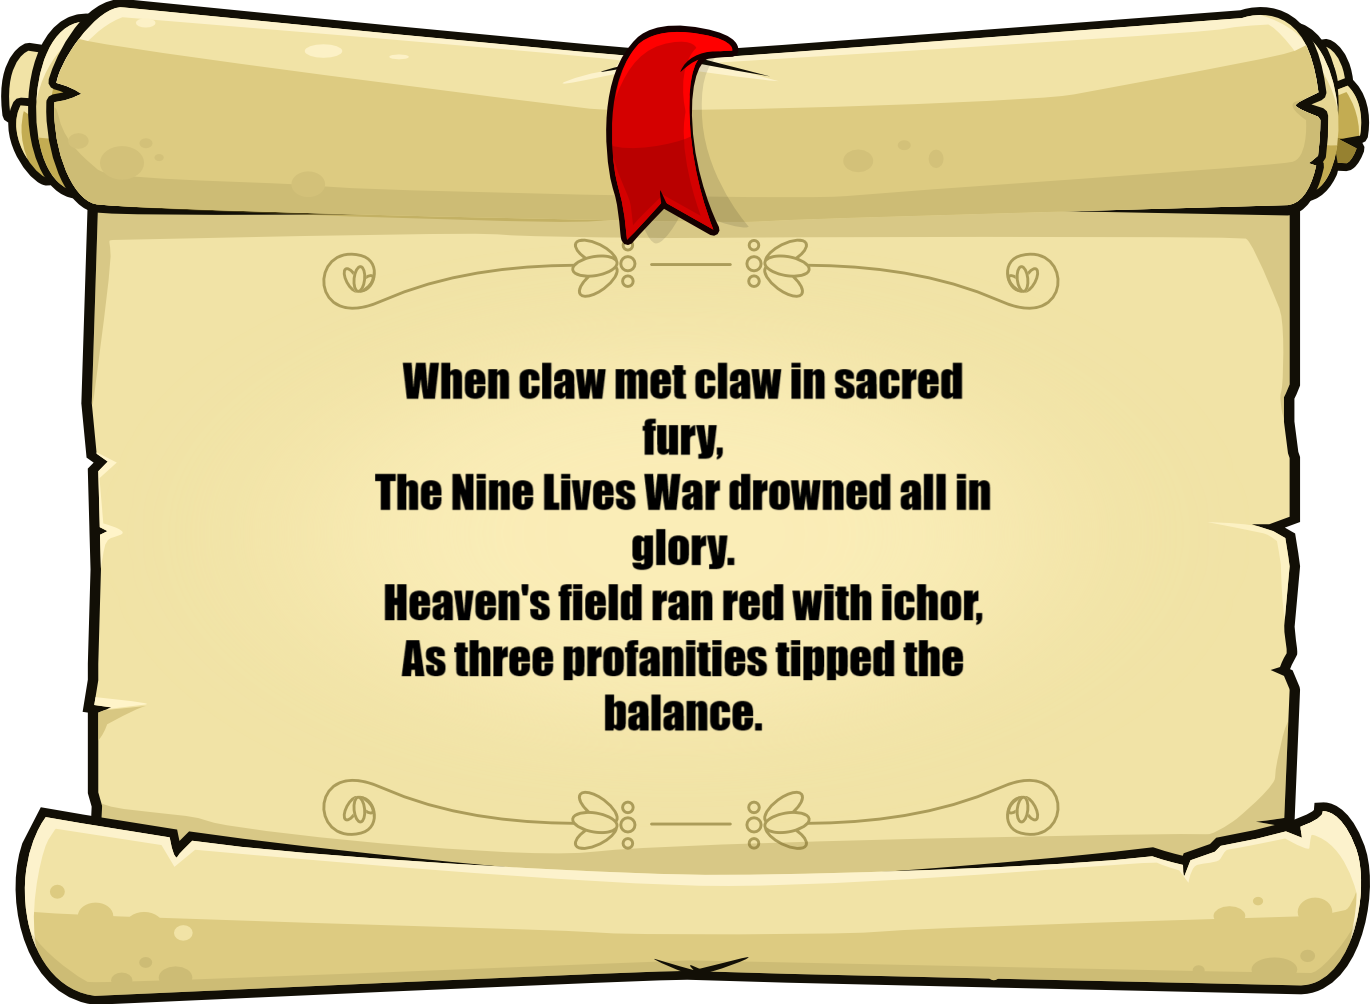 When claw met claw in sacred
fury,
The Nine Lives War drowned all in
glory.
Heaven's field ran red with ichor,
As three profanities tipped the
balance.